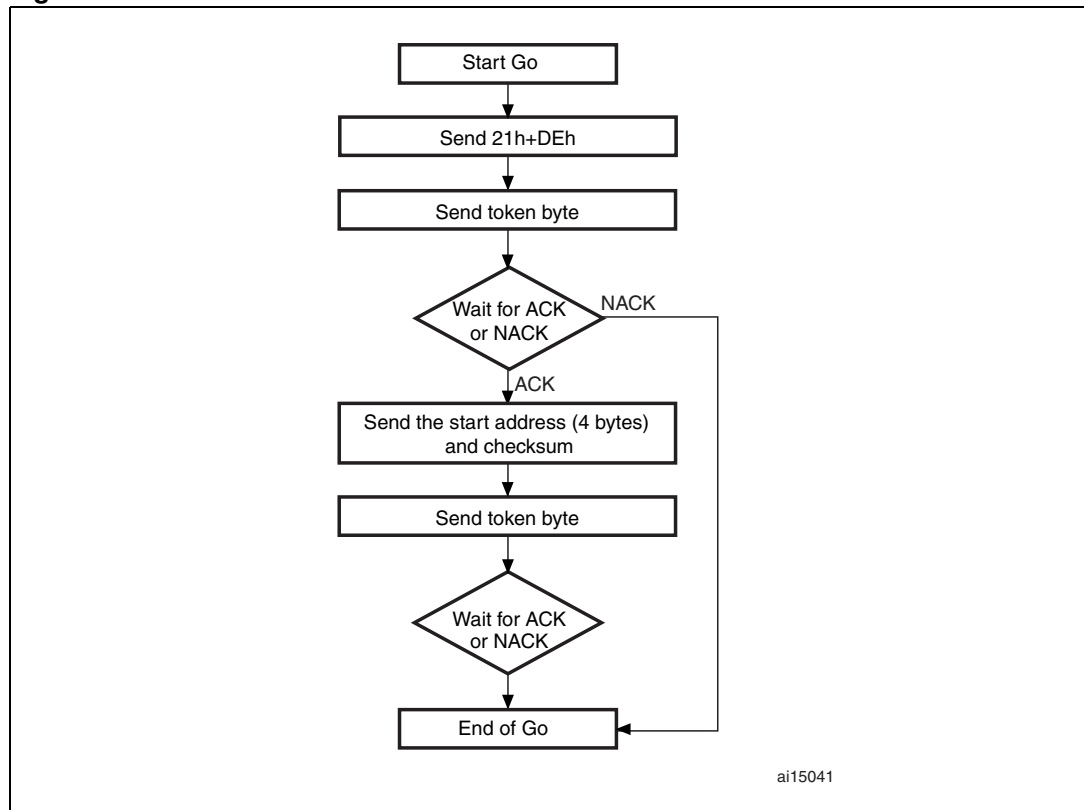 Start Go
Send 21h+DEh
Send token byte
Wait for ACK
or NACK
NACK
ACK
Send the start address (4 bytes)
and checksum
Send token byte
Wait for ACK
or NACK
End of Go
ai15041